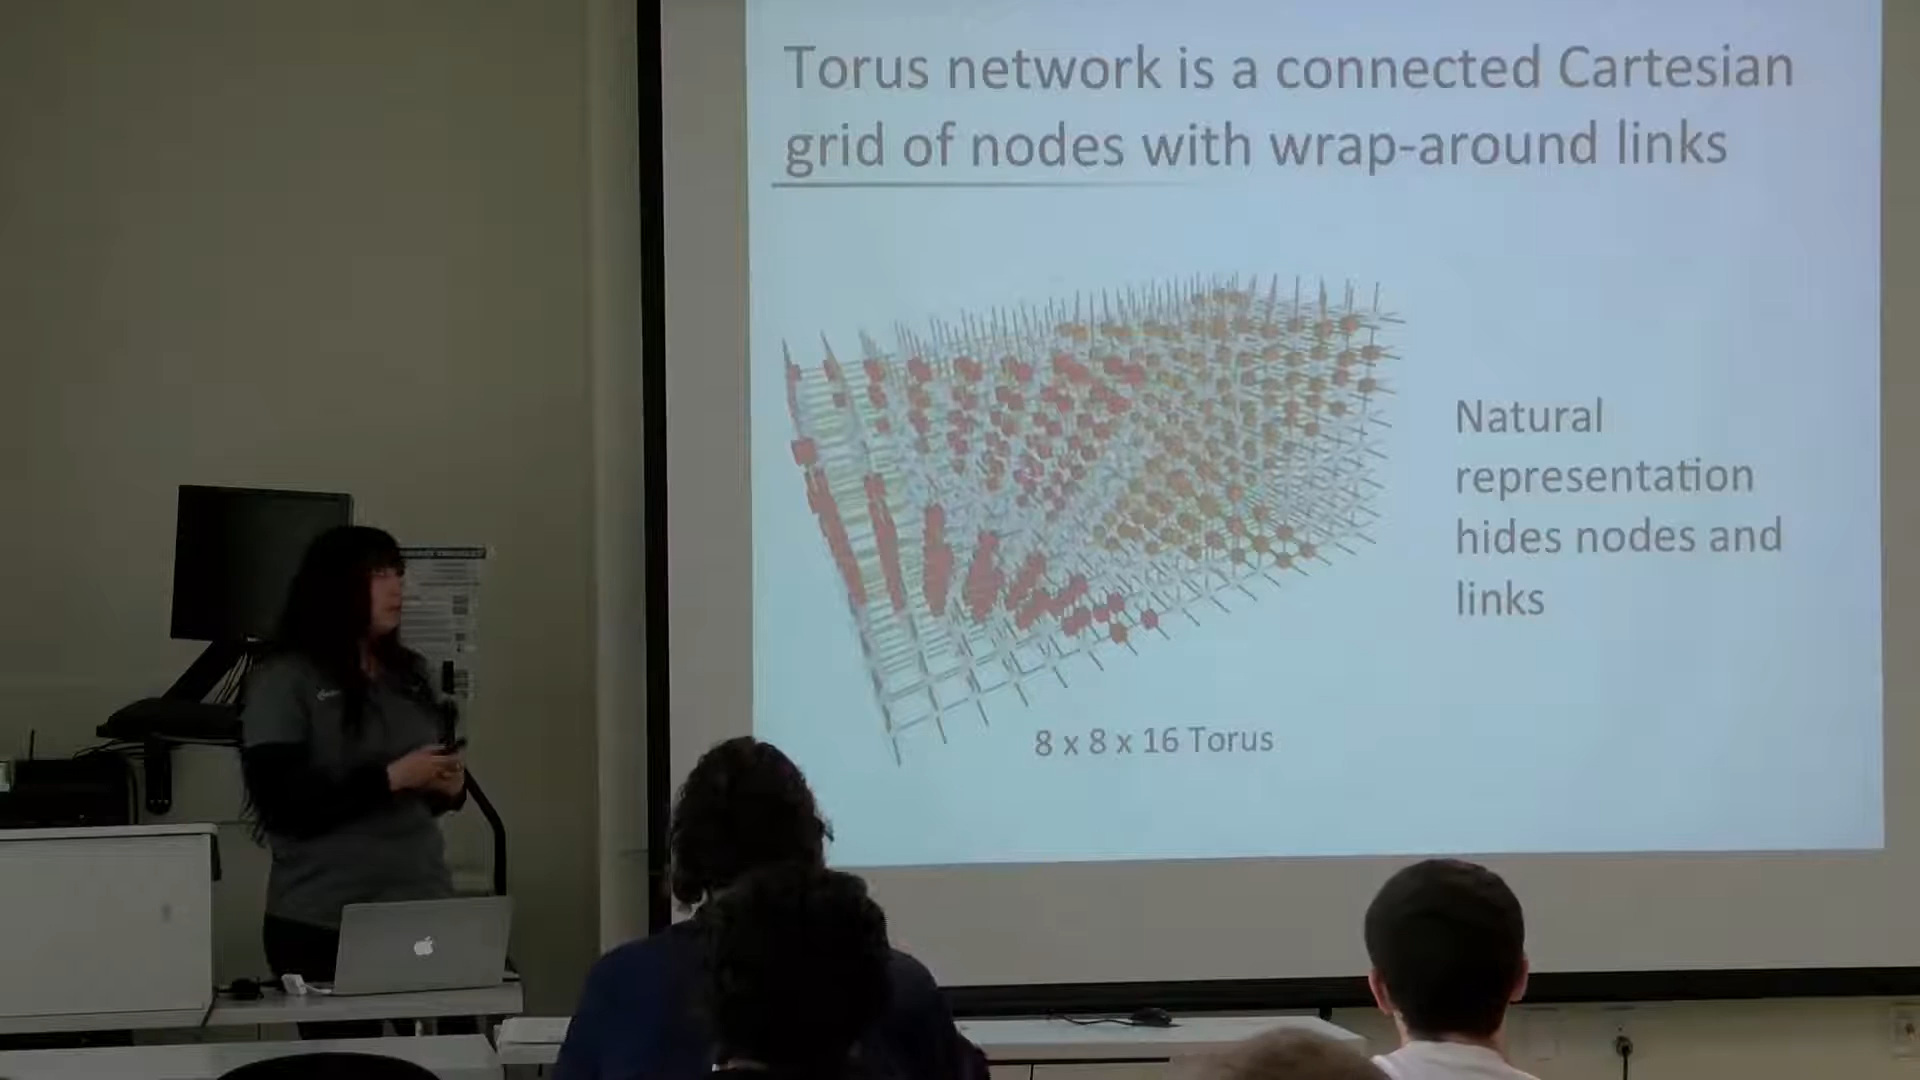 Torus network is a connected Cartesian
grid of nodes with wrap-around links
Natural
representation
hides nodes and
links
8 x 8 x 16 Torus